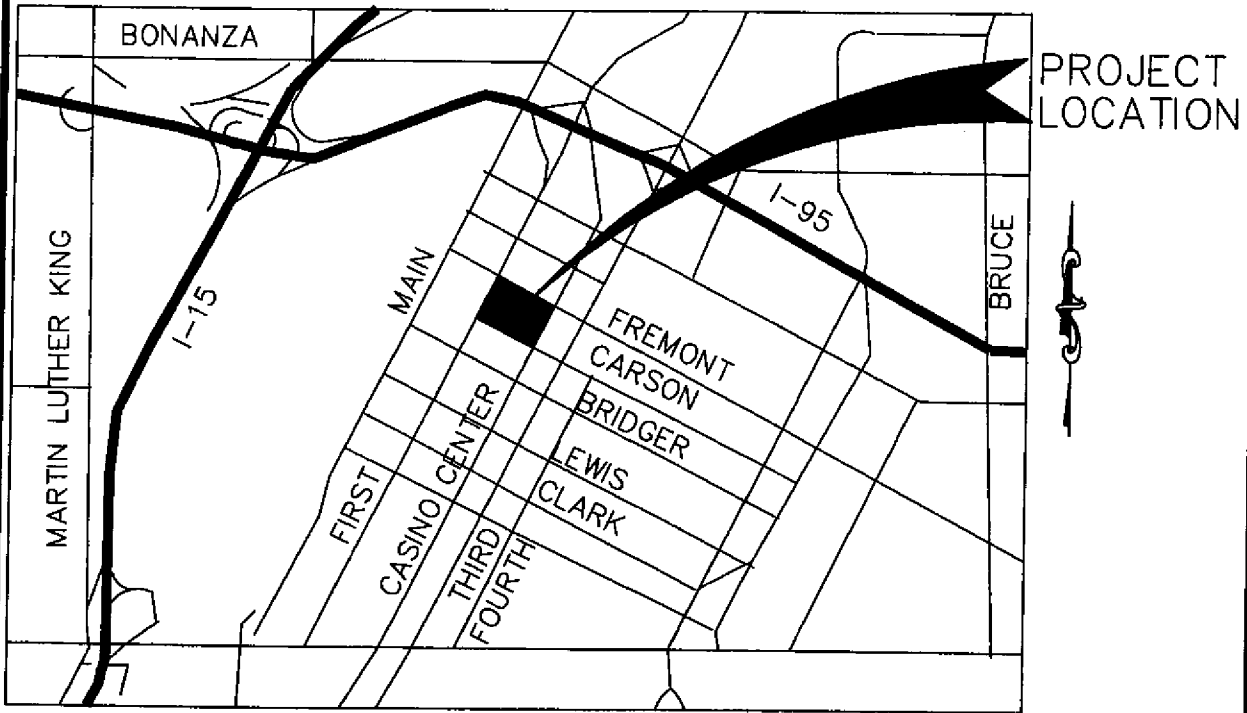 BONANZA
PROJECT
LOCATION
I-95
BRUCE
MARTIN LUTHER KING
I-15
MAIN
FREMONT
CARSON
BRIDGER
LEWIS
CLARK
FIRST
CASINO CENTER
THIRD
FOURTH